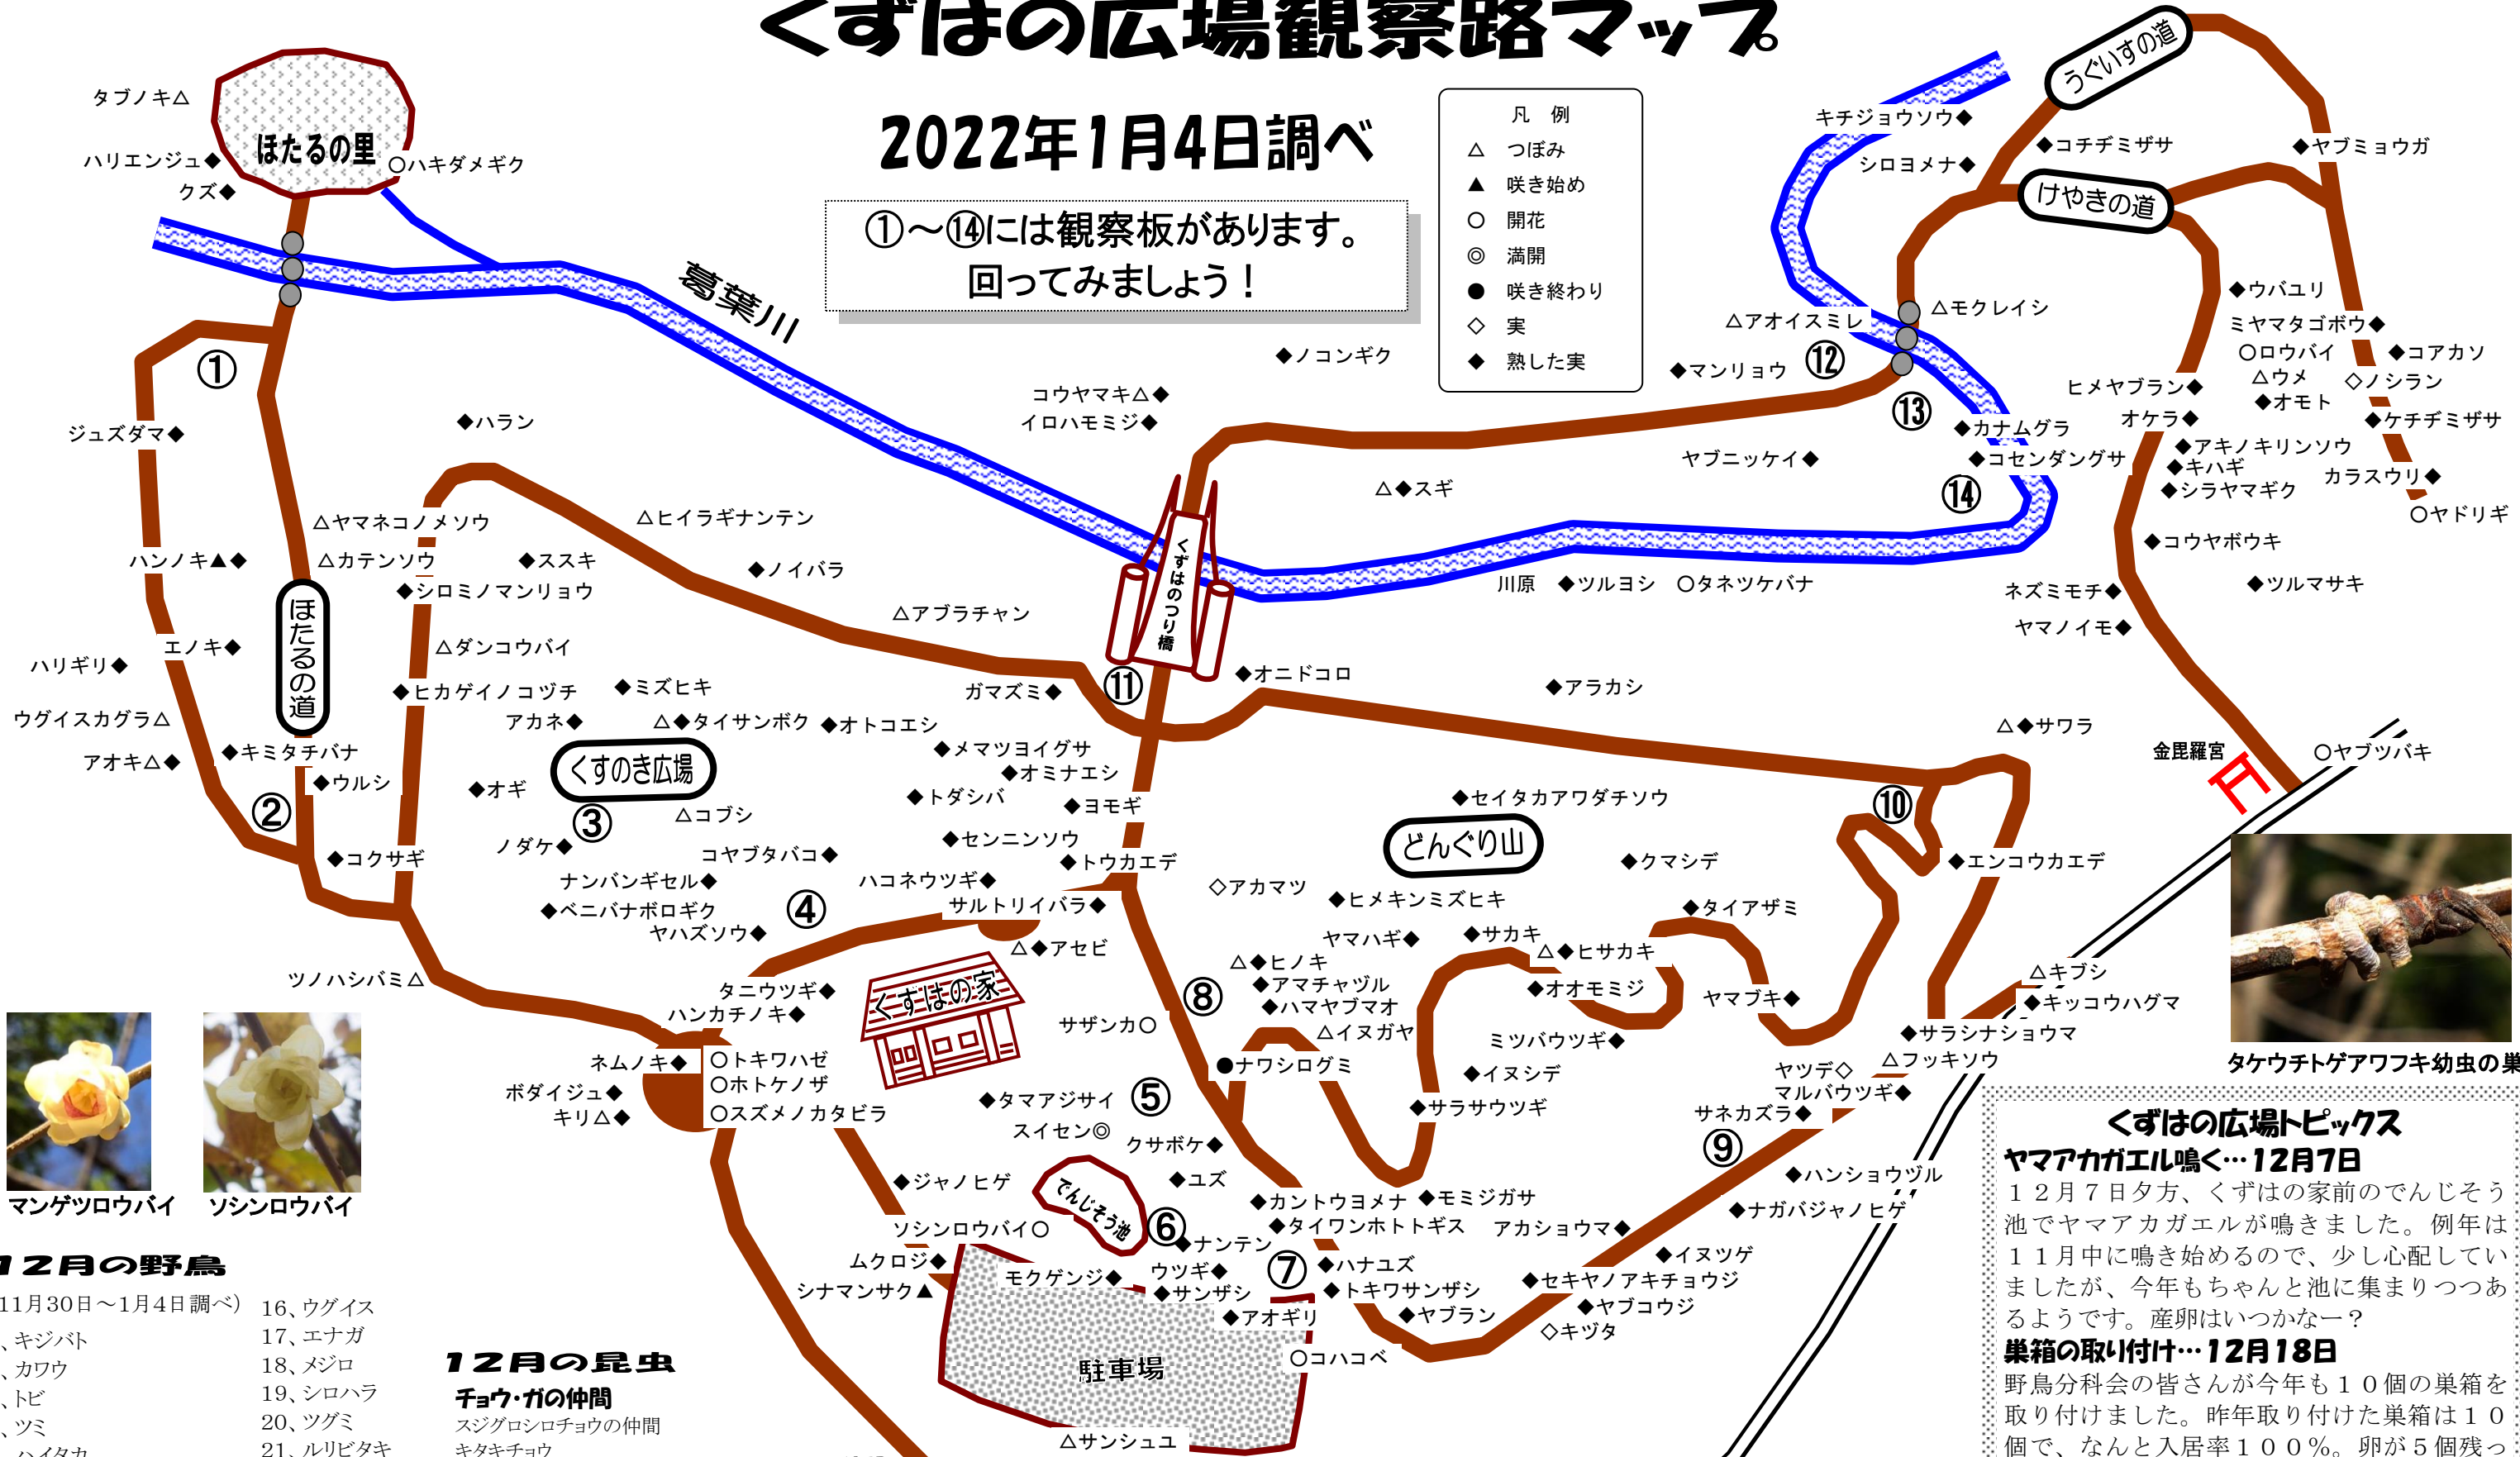 くずはの広場観察路マップ
2022年1月4日調べ
①～⑭には観察板があります。
回ってみましょう！
凡　例
△　つぼみ
▲　咲き始め
○　開花
◎　満開
●　咲き終わり
◇　実
◆　熟した実
タブノキ△
ほたるの里
ハリエンジュ◆
○ハキダメギク
クズ◆
葛葉川
うぐいすの道
キチジョウソウ◆
◆コチヂミザサ
◆ヤブミョウガ
シロヨメナ◆
けやきの道
◆ウバユリ
△モクレイシ
△アオイスミレ
ミヤマタゴボウ◆
○ロウバイ
◆コアカソ
△ウメ
◇ノシラン
◆オモト
ヒメヤブラン◆
オケラ◆
◆ケチヂミザサ
◆アキノキリンソウ
◆キハギ
カラスウリ◆
◆シラヤマギク
○ヤドリギ
◆ノコンギク
◆マンリョウ
⑫
⑬
コウヤマキ△◆
イロハモミジ◆
◆カナムグラ
ヤブニッケイ◆
◆コセンダングサ
△◆スギ
⑭
◆コウヤボウキ
川原　◆ツルヨシ　○タネツケバナ
ネズミモチ◆
◆ツルマサキ
ヤマノイモ◆
①
ジュズダマ◆
◆ハラン
△ヤマネコノメソウ
△ヒイラギナンテン
ハンノキ▲◆
△カテンソウ
◆ススキ
◆ノイバラ
◆シロミノマンリョウ
△アブラチャン
くずはのつり橋
ほたるの道
エノキ◆
△ダンコウバイ
ハリギリ◆
◆ヒカゲイノコヅチ
◆ミズヒキ
ガマズミ◆
⑪
◆オニドコロ
◆アラカシ
ウグイスカグラ△
アカネ◆
△◆タイサンボク
◆オトコエシ
△◆サワラ
アオキ△◆
◆キミタチバナ
◆メマツヨイグサ
金毘羅宮
○ヤブツバキ
◆ウルシ
◆オギ
くすのき広場
◆オミナエシ
②
③
△コブシ
◆トダシバ
◆ヨモギ
◆セイタカアワダチソウ
⑩
◆センニンソウ
どんぐり山
◆コクサギ
ノダケ◆
コヤブタバコ◆
◆トウカエデ
◆クマシデ
◆エンコウカエデ
ナンバンギセル◆
ハコネウツギ◆
◇アカマツ
◆ヒメキンミズヒキ
◆ベニバナボロギク
④
サルトリイバラ◆
◆タイアザミ
ヤハズソウ◆
△◆アセビ
ヤマハギ◆
◆サカキ
△◆ヒサカキ
ツノハシバミ△
△◆ヒノキ
タニウツギ◆
くずはの家
⑧
◆アマチャヅル
◆オオモミジ
ヤマブキ◆
△キブシ
ハンカチノキ◆
◆ハマヤブマオ
◆キッコウハグマ
サザンカ○
△イヌガヤ
ミツバウツギ◆
◆サラシナショウマ
ネムノキ◆
○トキワハゼ
●ナワシログミ
△フッキソウ
タケウチトゲアワフキ幼虫の巣
○ホトケノザ
◆イヌシデ
ヤツデ◇
ボダイジュ◆
○スズメノカタビラ
◆タマアジサイ
⑤
◆サラサウツギ
マルバウツギ◆
キリ△◆
スイセン◎
サネカズラ◆
クサボケ◆
⑨
◆ジャノヒゲ
でんじそう池
◆ユズ
◆ハンショウヅル
◆カントウヨメナ
◆モミジガサ
◆ナガバジャノヒゲ
ソシンロウバイ○
⑥
◆タイワンホトトギス
アカショウマ◆
◆ナンテン
ムクロジ◆
⑦
◆ハナユズ
◆イヌツゲ
モクゲンジ◆
ウツギ◆
◆セキヤノアキチョウジ
シナマンサク▲
◆サンザシ
◆トキワサンザシ
◆ヤブコウジ
◆アオギリ
◆ヤブラン
◇キヅタ
○コハコベ
駐車場
△サンシュユ
マンゲツロウバイ
ソシンロウバイ
12月の野鳥
11月30日～1月4日調べ）
、キジバト
、カワウ
、トビ
、ツミ
ハイタカ
16、ウグイス
17、エナガ
18、メジロ
19、シロハラ
20、ツグミ
21、ルリビタキ
12月の昆虫
チョウ・ガの仲間
スジグロシロチョウの仲間
キタキチョウ
くずはの広場トピックス
ヤマアカガエル鳴く…12月7日
１２月７日夕方、くずはの家前のでんじそう
池でヤマアカガエルが鳴きました。例年は
１１月中に鳴き始めるので、少し心配してい
ましたが、今年もちゃんと池に集まりつつあ
るようです。産卵はいつかなー？
巣箱の取り付け…12月18日
野鳥分科会の皆さんが今年も１０個の巣箱を
取り付けました。昨年取り付けた巣箱は１０
個で、なんと入居率１００％。卵が５個残っ